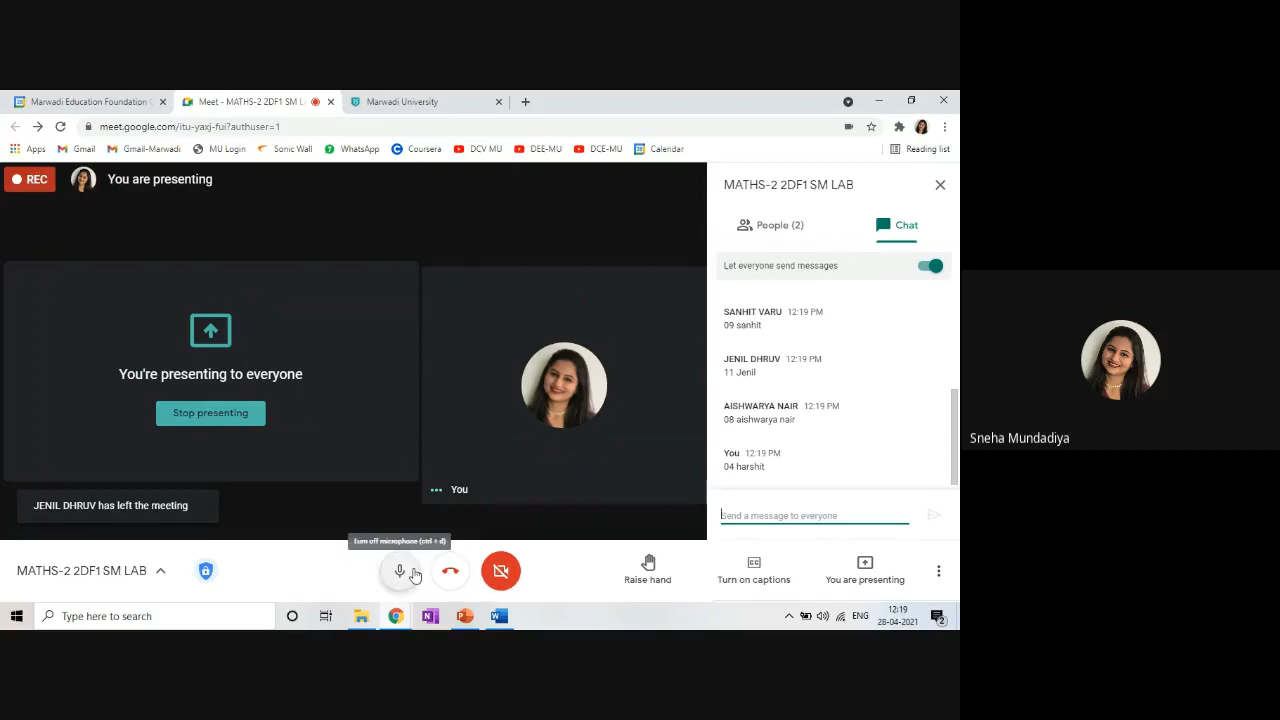 Marwadi Education Foundation
Meet - MATHS-2 2DF1 SM L
Marwadi University
meet.google.com/itu-yaxj-fui?authuser=1
Apps
Gmail
Gmail-Marwadi
MU Login
Sonic Wall
WhatsApp
Coursera
DCV MU
DEE-MU
DCE-MU
Calendar
Reading list
REC
You are presenting
You're presenting to everyone
Stop presenting
You
JENIL DHRUV has left the meeting
MATHS-2 2DF1 SM LAB
People (2)
Chat
Let everyone send messages
SANHIT VARU 12:19 PM
09 sanhit
JENIL DHRUV 12:19 PM
11 Jenil
AISHWARYA NAIR 12:19 PM
08 aishwarya nair
You 12:19 PM
04 harshit
Send a message to everyone
Sneha Mundadiya
Turn off microphone (ctrl + d)
MATHS-2 2DF1 SM LAB
Raise hand
Turn on captions
You are presenting
Type here to search
ENG
12:19
28-04-2021
2